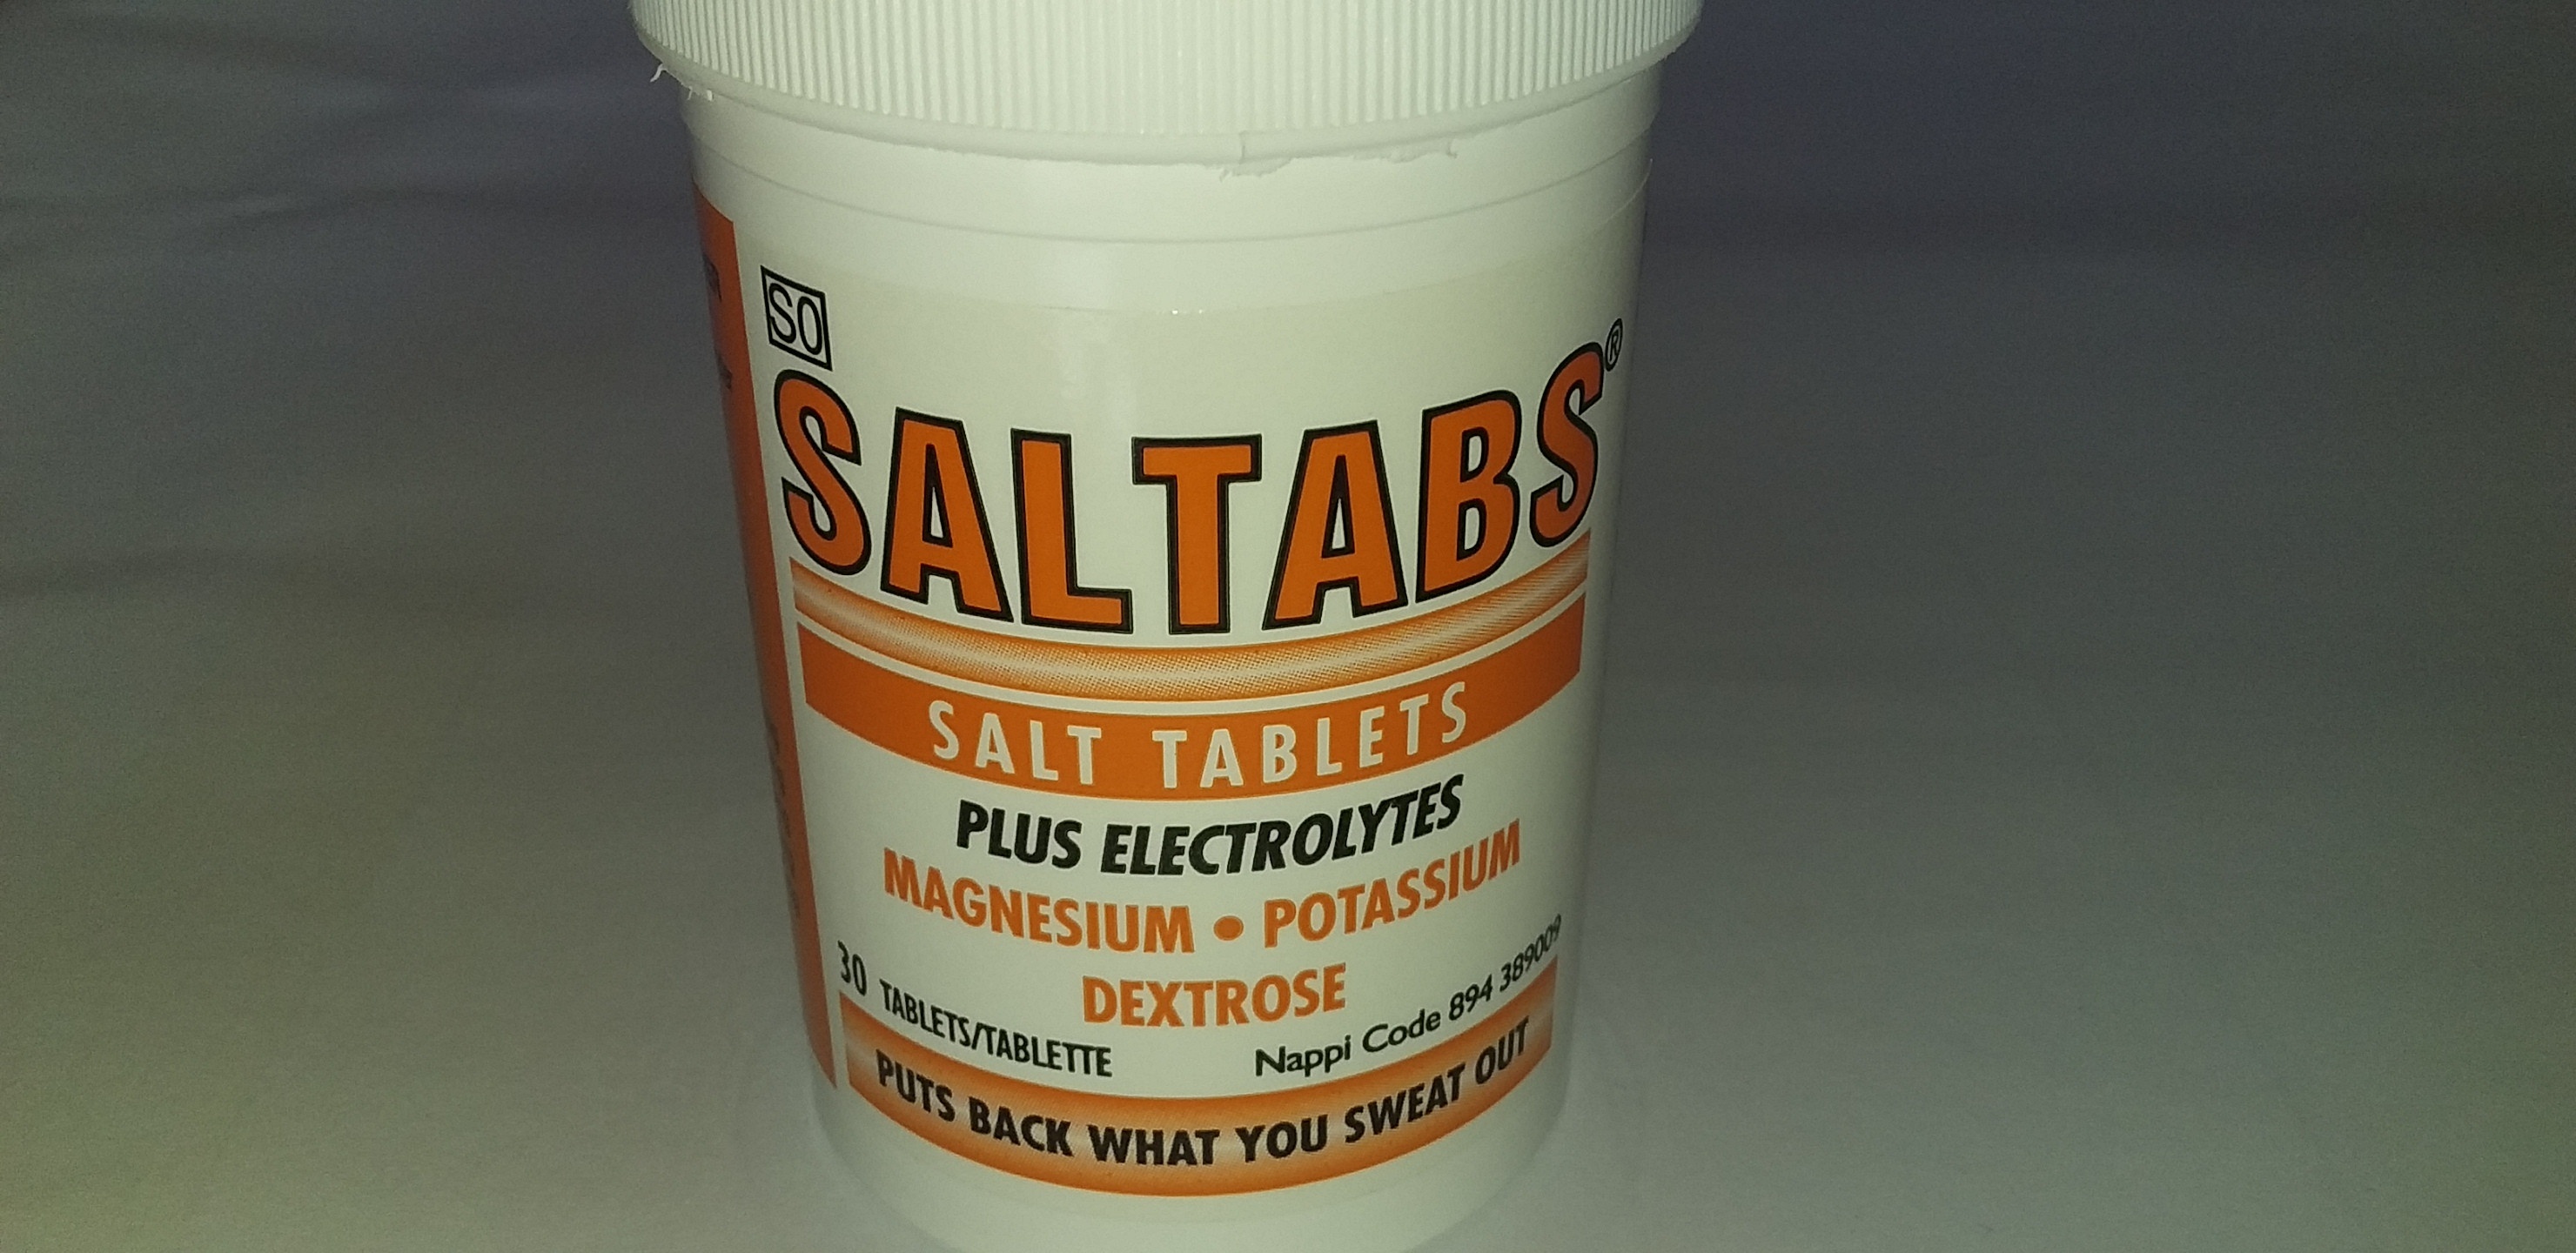 S0
SALTABS®
SALT TABLETS
PLUS ELECTROLYTES
MAGNESIUM • POTASSIUM
DEXTROSE
30 TABLETS/TABLETTE
Nappi Code 894 389009
PUTS BACK WHAT YOU SWEAT OUT